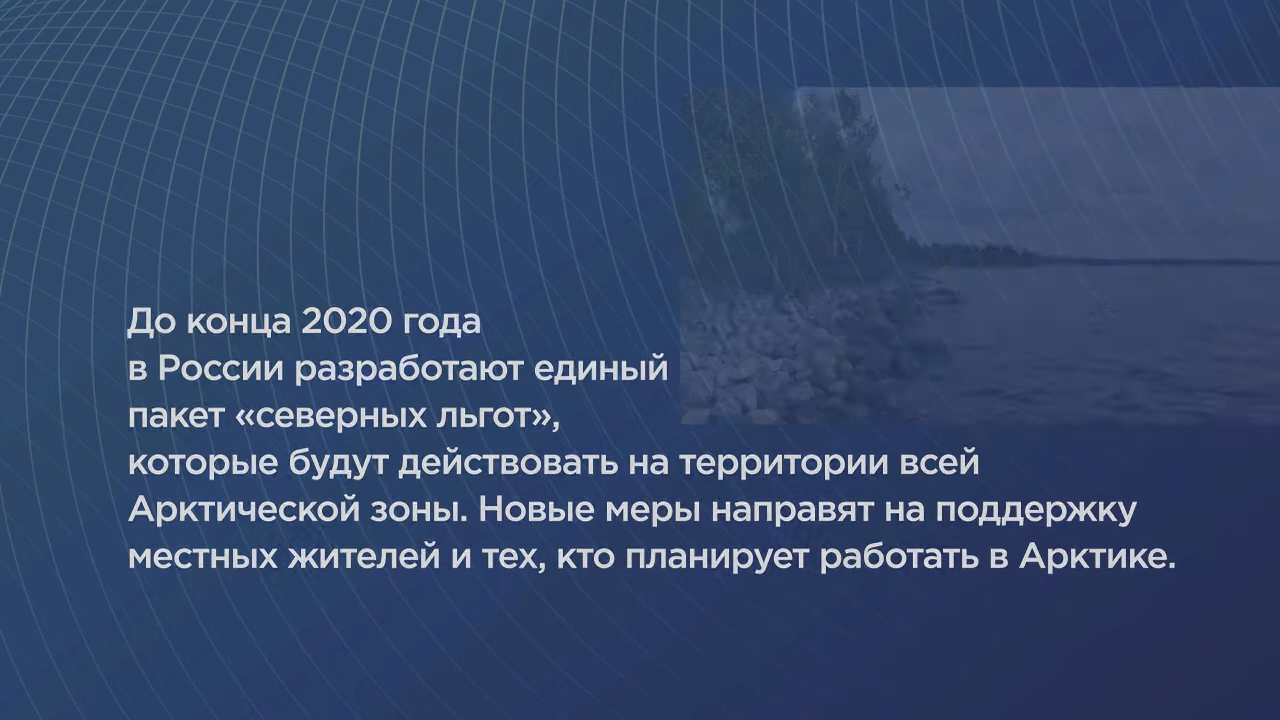 До конца 2020 года
в России разработают единый
пакет «северных льгот»,
которые будут действовать на территории всей
Арктической зоны. Новые меры направят на поддержку
местных жителей и тех, кто планирует работать в Арктике.